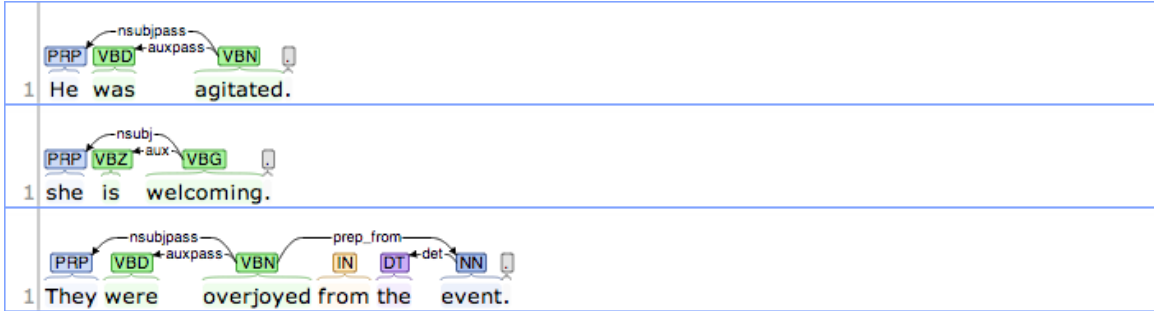 nsubjpass
auxpass
PRP VBD VBN .
1 He was agitated.
nsubj
aux
PRP VBZ VBG .
1 she is welcoming.
nsubjpass prep_from
auxpass det
PRP VBD VBN IN DT NN .
1 They were overjoyed from the event.